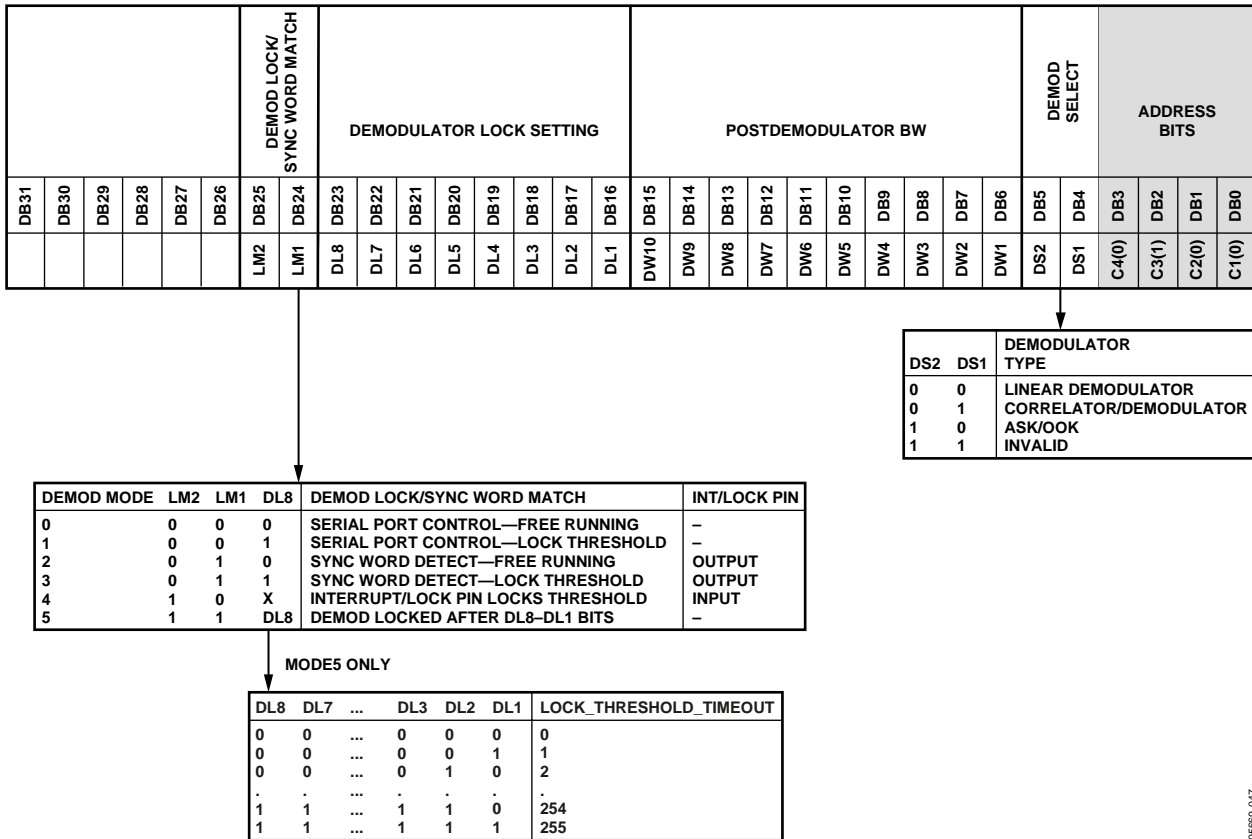 DEMOD LOCK/
SYNC WORD MATCH
DEMODULATOR LOCK SETTING
POSTDEMODULATOR BW
DEMOD
SELECT
ADDRESS
BITS
DB31 DB30 DB29 DB28 DB27 DB26 DB25 DB24 DB23 DB22 DB21 DB20 DB19 DB18 DB17 DB16 DB15 DB14 DB13 DB12 DB11 DB10 DB9 DB8 DB7 DB6 DB5 DB4 DB3 DB2 DB1 DB0
LM2 LM1 DL8 DL7 DL6 DL5 DL4 DL3 DL2 DL1 DW10 DW9 DW8 DW7 DW6 DW5 DW4 DW3 DW2 DW1 DS2 DS1 C4(0) C3(1) C2(0) C1(0)
DS2 DS1 DEMODULATOR TYPE
0 0 LINEAR DEMODULATOR
0 1 CORRELATOR/DEMODULATOR
1 0 ASK/OOK
1 1 INVALID
DEMOD MODE LM2 LM1 DL8 DEMOD LOCK/SYNC WORD MATCH INT/LOCK PIN
0 0 0 0 SERIAL PORT CONTROL—FREE RUNNING –
1 0 0 1 SERIAL PORT CONTROL—LOCK THRESHOLD –
2 0 1 0 SYNC WORD DETECT—FREE RUNNING OUTPUT
3 0 1 1 SYNC WORD DETECT—LOCK THRESHOLD OUTPUT
4 1 0 X INTERRUPT/LOCK PIN LOCKS THRESHOLD INPUT
5 1 1 DL8 DEMOD LOCKED AFTER DL8–DL1 BITS –
MODE5 ONLY
DL8 DL7 ... DL3 DL2 DL1 LOCK_THRESHOLD_TIMEOUT
0 0 ... 0 0 0 0
0 0 ... 0 0 1 1
0 0 ... 0 1 0 2
. . ... . . . .
1 1 ... 1 1 0 254
1 1 ... 1 1 1 255